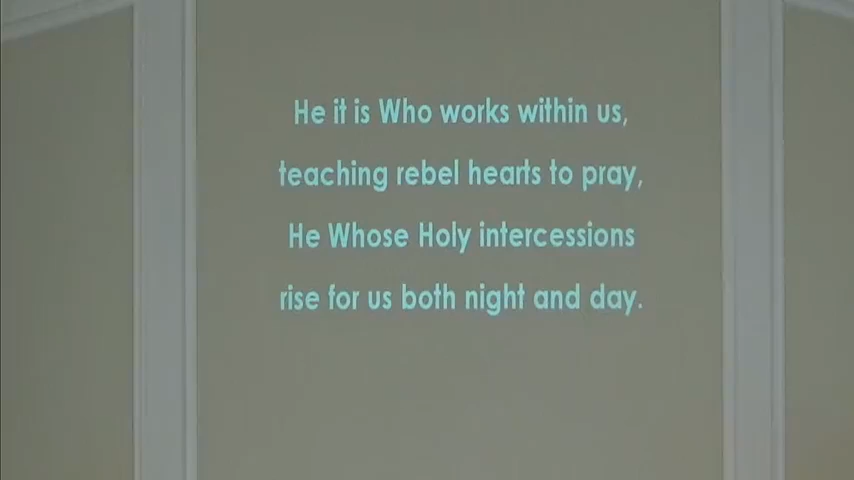 He it is Who works within us,
teaching rebel hearts to pray,
He Whose Holy intercessions
rise for us both night and day.